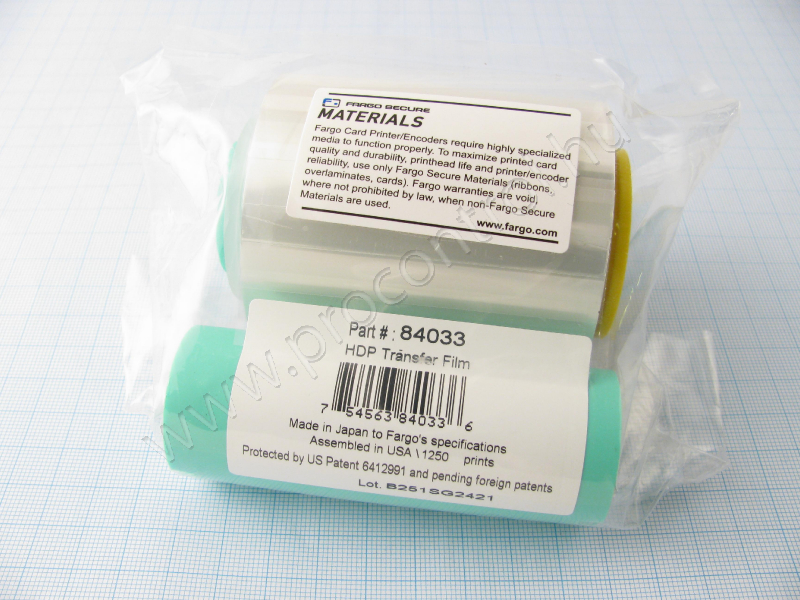 FARGO SECURE
MATERIALS
Fargo Card Printer/Encoders require highly specialized
media to function properly. To maximize printed card
quality and durability, printhead life and printer/encoder
reliability, use only Fargo Secure Materials (ribbons,
overlaminates, cards). Fargo warranties are void,
where not prohibited by law, when non-Fargo Secure
Materials are used.
www.fargo.com
Part # : 84033
HDP Transfer Film
7 54563 84033 6
Made in Japan to Fargo's specifications
Assembled in USA \ 1250 prints
Protected by US Patent 6412991 and pending foreign patents
Lot. B251SG2421
www.procontrol.hu